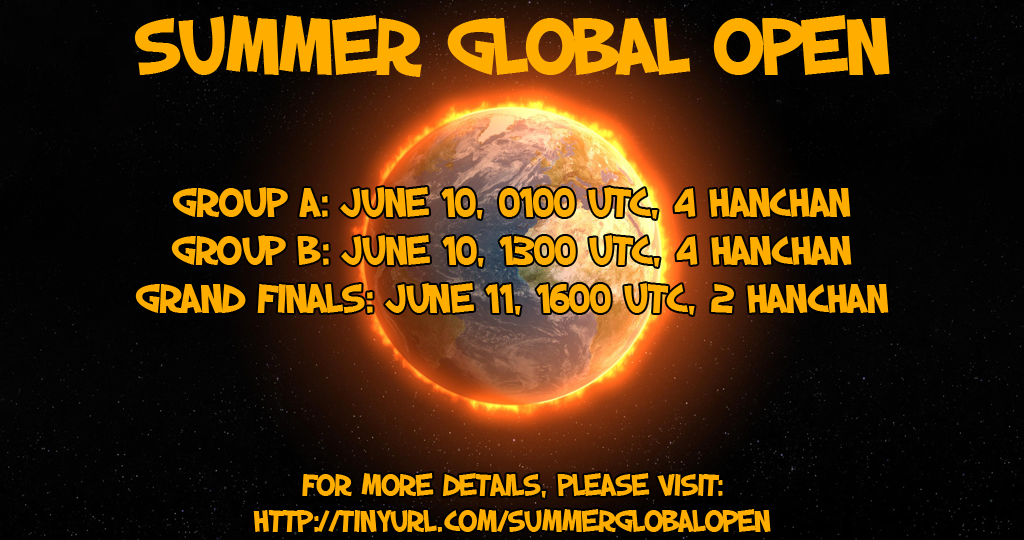 SUMMER GLOBAL OPEN
GROUP A: JUNE 10, 0100 UTC, 4 HANCHAN
GROUP B: JUNE 10, 1300 UTC, 4 HANCHAN
GRAND FINALS: JUNE 11, 1600 UTC, 2 HANCHAN
FOR MORE DETAILS, PLEASE VISIT:
HTTP://TINYURL.COM/SUMMERGLOBALOPEN